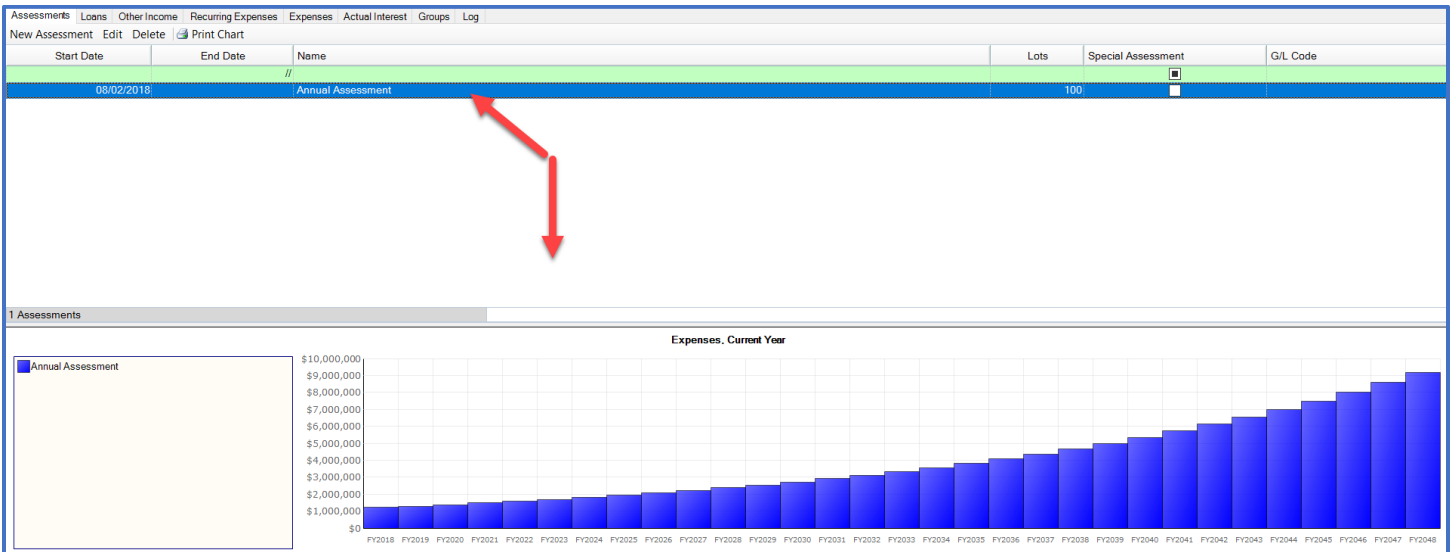 Assessments Loans Other Income Recurring Expenses Expenses Actual Interest Groups Log
New Assessment Edit Delete Print Chart
Start Date End Date Name Lots Special Assessment G/L Code
//
08/02/2018 Annual Assessment 100
1 Assessments
Expenses, Current Year
Annual Assessment
$10,000,000
$9,000,000
$8,000,000
$7,000,000
$6,000,000
$5,000,000
$4,000,000
$3,000,000
$2,000,000
$1,000,000
$0
FY2018 FY2019 FY2020 FY2021 FY2022 FY2023 FY2024 FY2025 FY2026 FY2027 FY2028 FY2029 FY2030 FY2031 FY2032 FY2033 FY2034 FY2035 FY2036 FY2037 FY2038 FY2039 FY2040 FY2041 FY2042 FY2043 FY2044 FY2045 FY2046 FY2047 FY2048